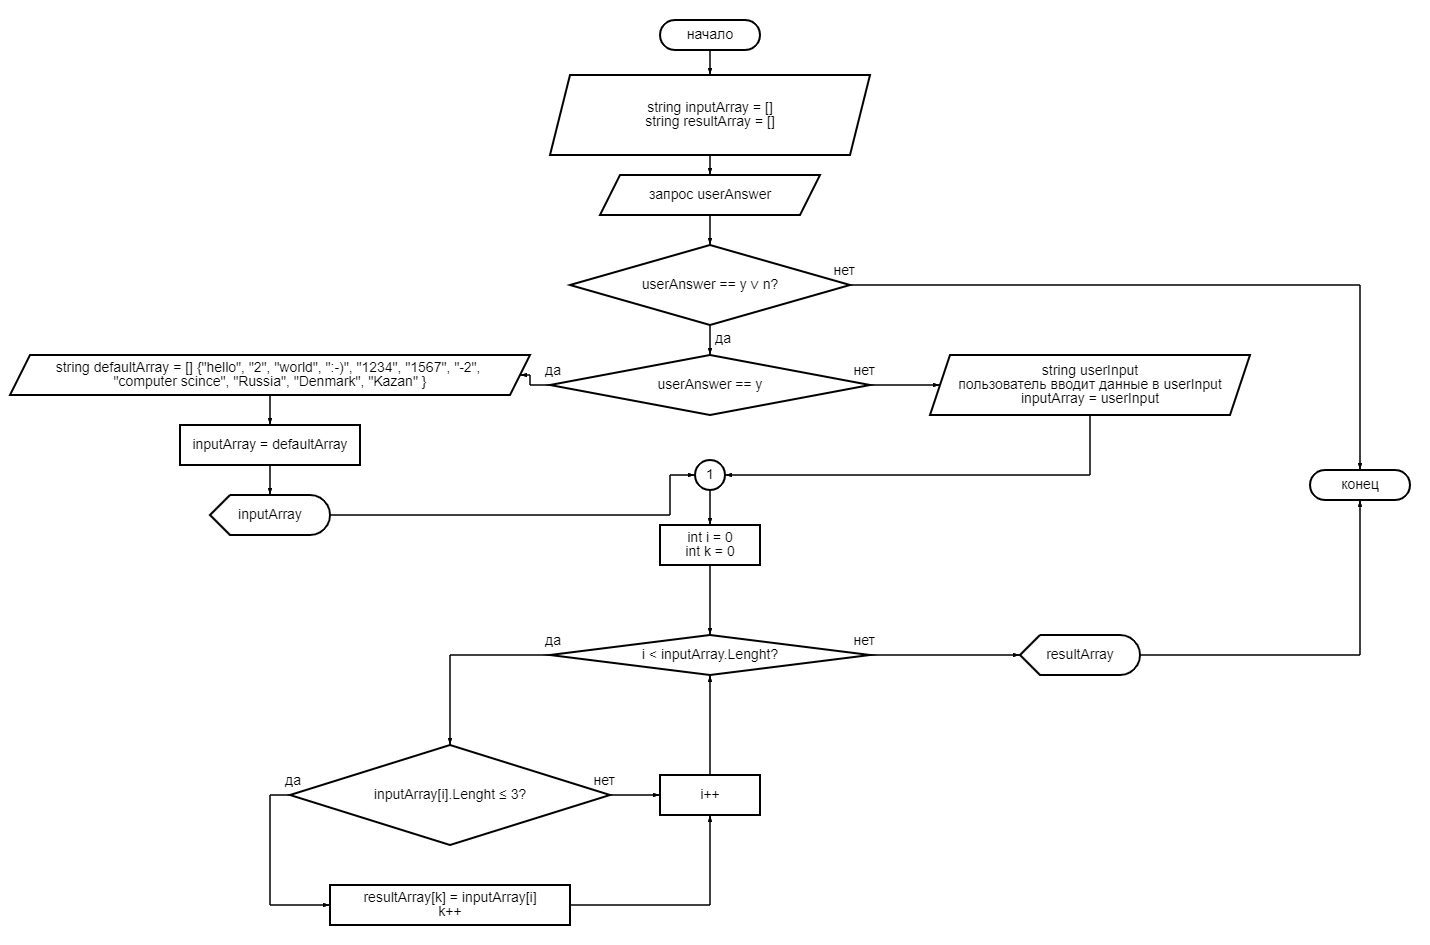 начало
string inputArray = []
string resultArray = []
запрос userAnswer
userAnswer == y ∨ n?
нет
да
string defaultArray = [] {"hello", "2", "world", ":-)", "1234", "1567", "-2",
"computer scince", "Russia", "Denmark", "Kazan" }
да
userAnswer == y
нет
string userInput
пользователь вводит данные в userInput
inputArray = userInput
inputArray = defaultArray
1
конец
inputArray
int i = 0
int k = 0
да
i < inputArray.Lenght?
нет
resultArray
да
inputArray[i].Lenght ≤ 3?
нет
i++
resultArray[k] = inputArray[i]
k++